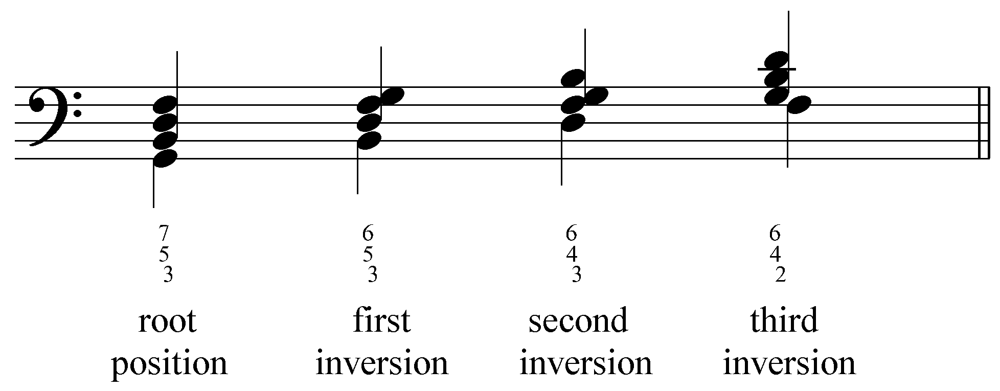 7 6 6 6
5 5 4 4
3 3 3 2
root first second third
position inversion inversion inversion